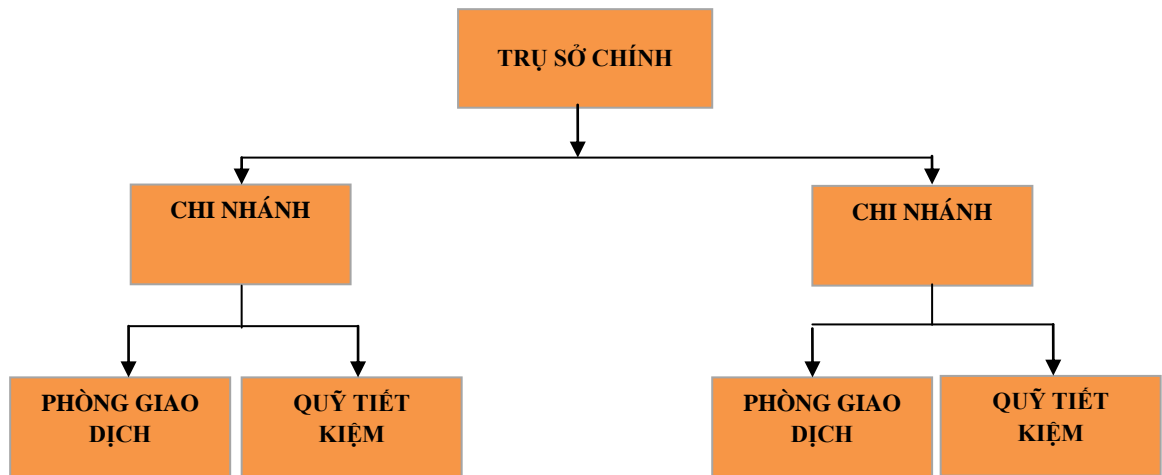 TRỤ SỞ CHÍNH
CHI NHÁNH
CHI NHÁNH
PHÒNG GIAO
DỊCH
QUỸ TIẾT
KIỆM
PHÒNG GIAO
DỊCH
QUỸ TIẾT
KIỆM